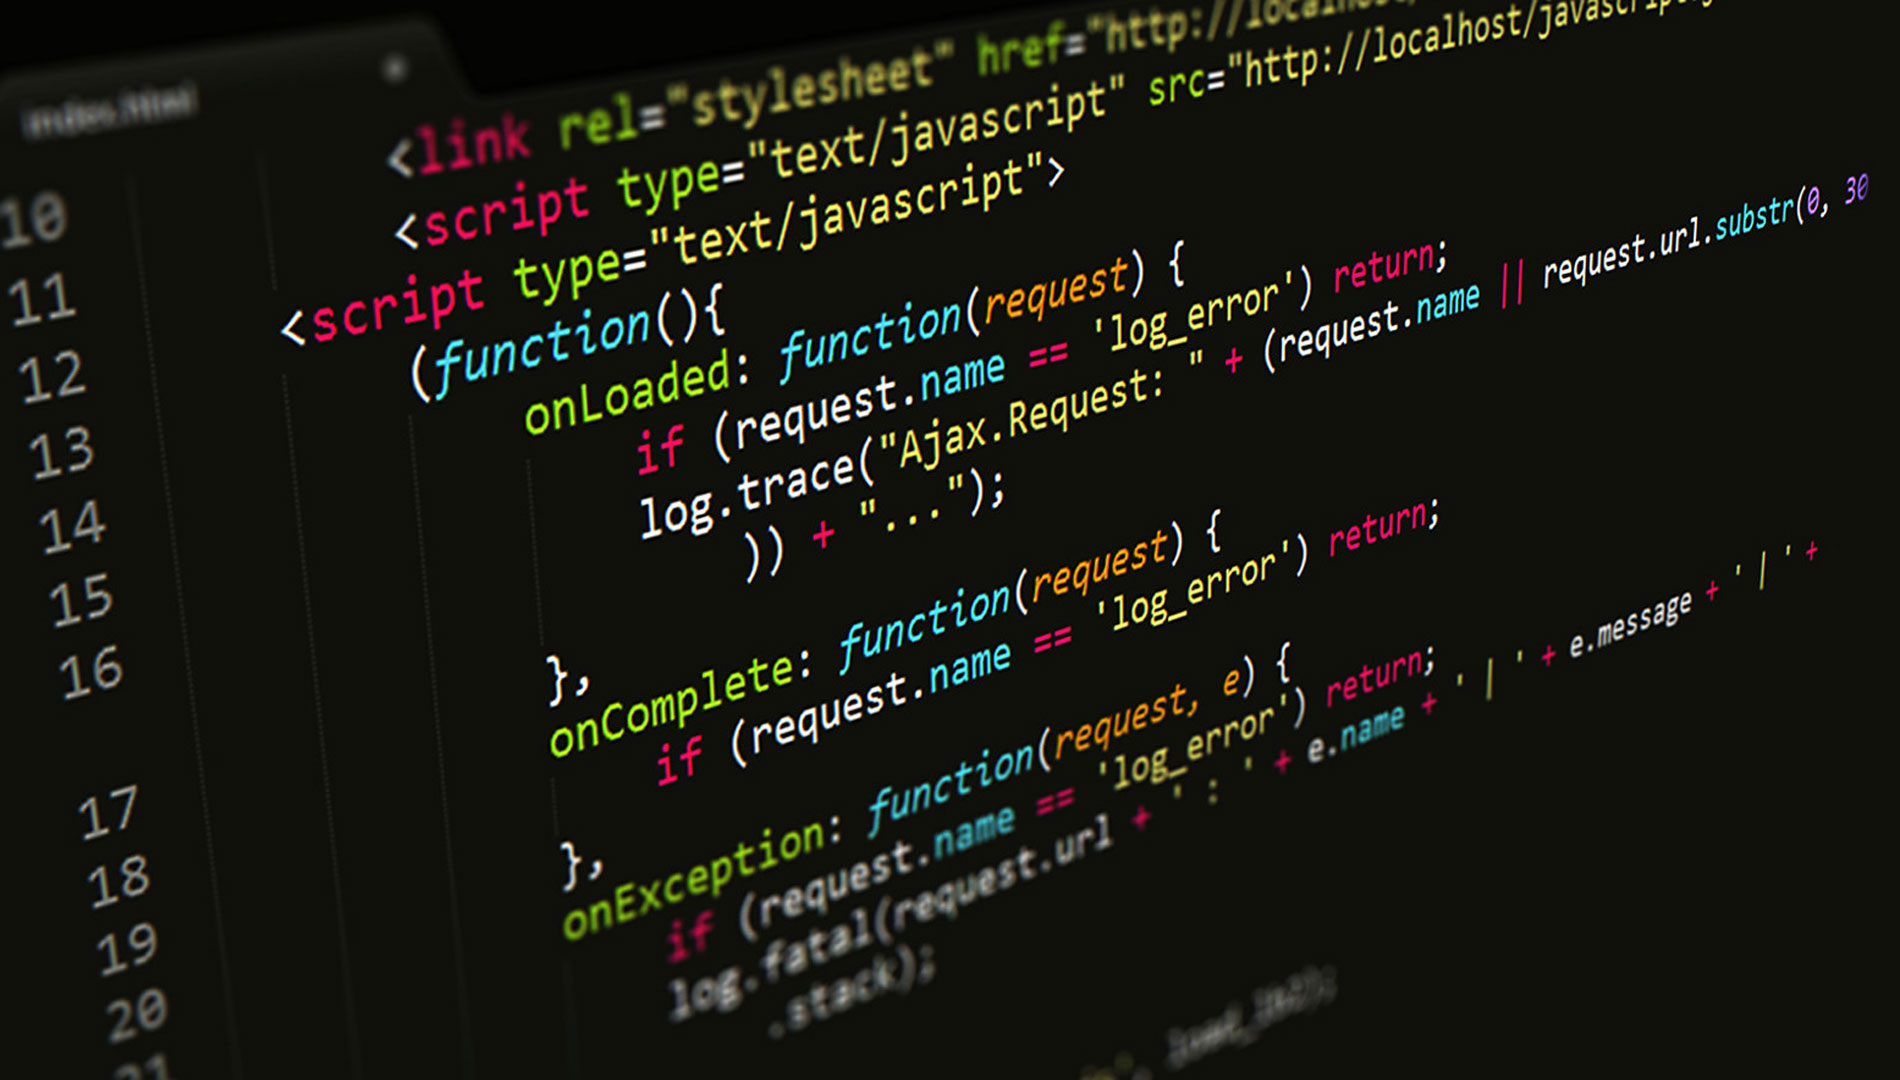 index.html
<link rel="stylesheet" href="http://localhost/
<script type="text/javascript" src="http://localhost/javascript
10 <script type="text/javascript">
11 (function(){
12 onLoaded: function(request) {
13 if (request.name == 'log_error') return;
14 log.trace("Ajax.Request: " + (request.name || request.url.substr(0, 30
15 )) + "...");
16 },
onComplete: function(request) {
if (request.name == 'log_error') return;
17 },
18 onException: function(request, e) {
19 if (request.name == 'log_error') return;
20 log.fatal(request.url + ' : ' + e.name + ' | ' + e.message + ' | ' +
21 .stack);